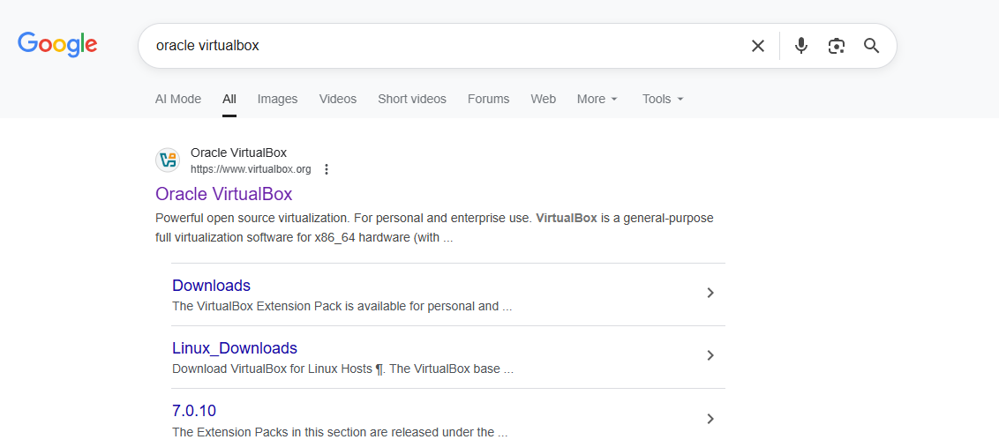 Google
oracle virtualbox
AI Mode All Images Videos Short videos Forums Web More Tools
Oracle VirtualBox
https://www.virtualbox.org
Oracle VirtualBox
Powerful open source virtualization. For personal and enterprise use. VirtualBox is a general-purpose
full virtualization software for x86_64 hardware (with ...
Downloads
The VirtualBox Extension Pack is available for personal and ...
Linux_Downloads
Download VirtualBox for Linux Hosts ¶. The VirtualBox base ...
7.0.10
The Extension Packs in this section are released under the ...